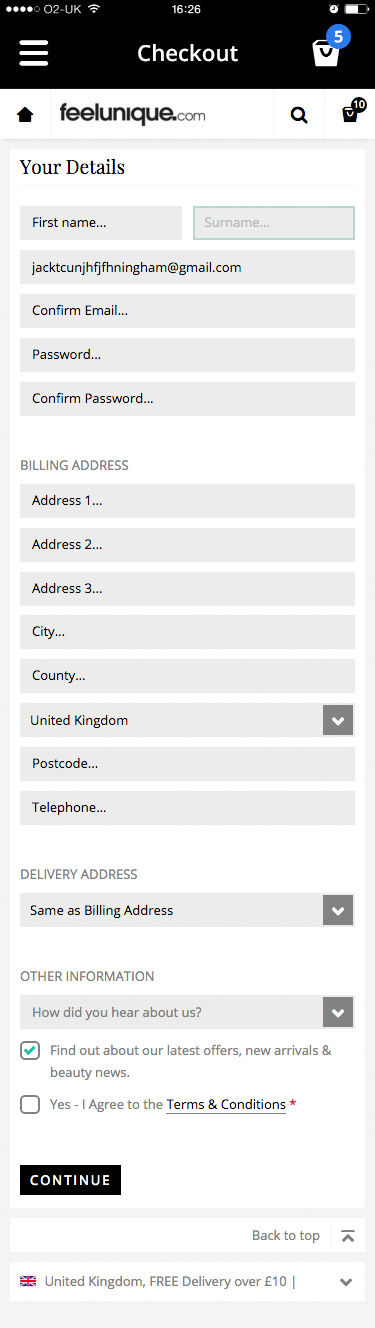 O2-UK 16:26
Checkout 5
feelunique.com 10
Your Details
First name... Surname...
jacktcunjhfjfhningham@gmail.com
Confirm Email...
Password...
Confirm Password...
BILLING ADDRESS
Address 1...
Address 2...
Address 3...
City...
County...
United Kingdom
Postcode...
Telephone...
DELIVERY ADDRESS
Same as Billing Address
OTHER INFORMATION
How did you hear about us?
Find out about our latest offers, new arrivals &
beauty news.
Yes - I Agree to the Terms & Conditions *
CONTINUE
Back to top
United Kingdom, FREE Delivery over £10 |